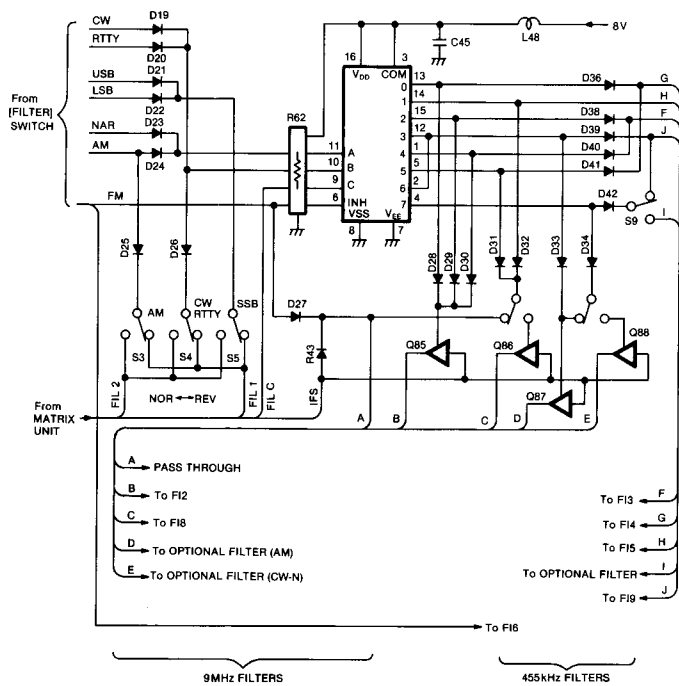 CW
D19
RTTY
D20
USB
D21
LSB
D22
NAR
D23
AM
D24
From
[FILTER]
SWITCH
FM
D25
D26
D27
R62
16
VDD
3
COM
C45
L48
8V
11
A
10
B
9
C
6
INH
VSS
8
VEE
7
13
0
14
1
15
2
12
3
1
4
5
5
2
6
4
7
D36
D38
D39
D40
D41
D42
S9
G
H
F
J
I
D28
D29
D30
D31
D32
D33
D34
AM
CW
RTTY
SSB
S3
S4
S5
FIL 2
NOR ↔ REV
FIL 1
FIL C
R43
IFS
A
Q85
B
Q86
C
Q87
D
Q88
E
From
MATRIX
UNIT
A
PASS THROUGH
B
To FI2
C
To FI8
D
To OPTIONAL FILTER (AM)
E
To OPTIONAL FILTER (CW-N)
To FI3
F
To FI4
G
To FI5
H
To OPTIONAL FILTER
I
To FI9
J
To FI6
9MHz FILTERS
455kHz FILTERS